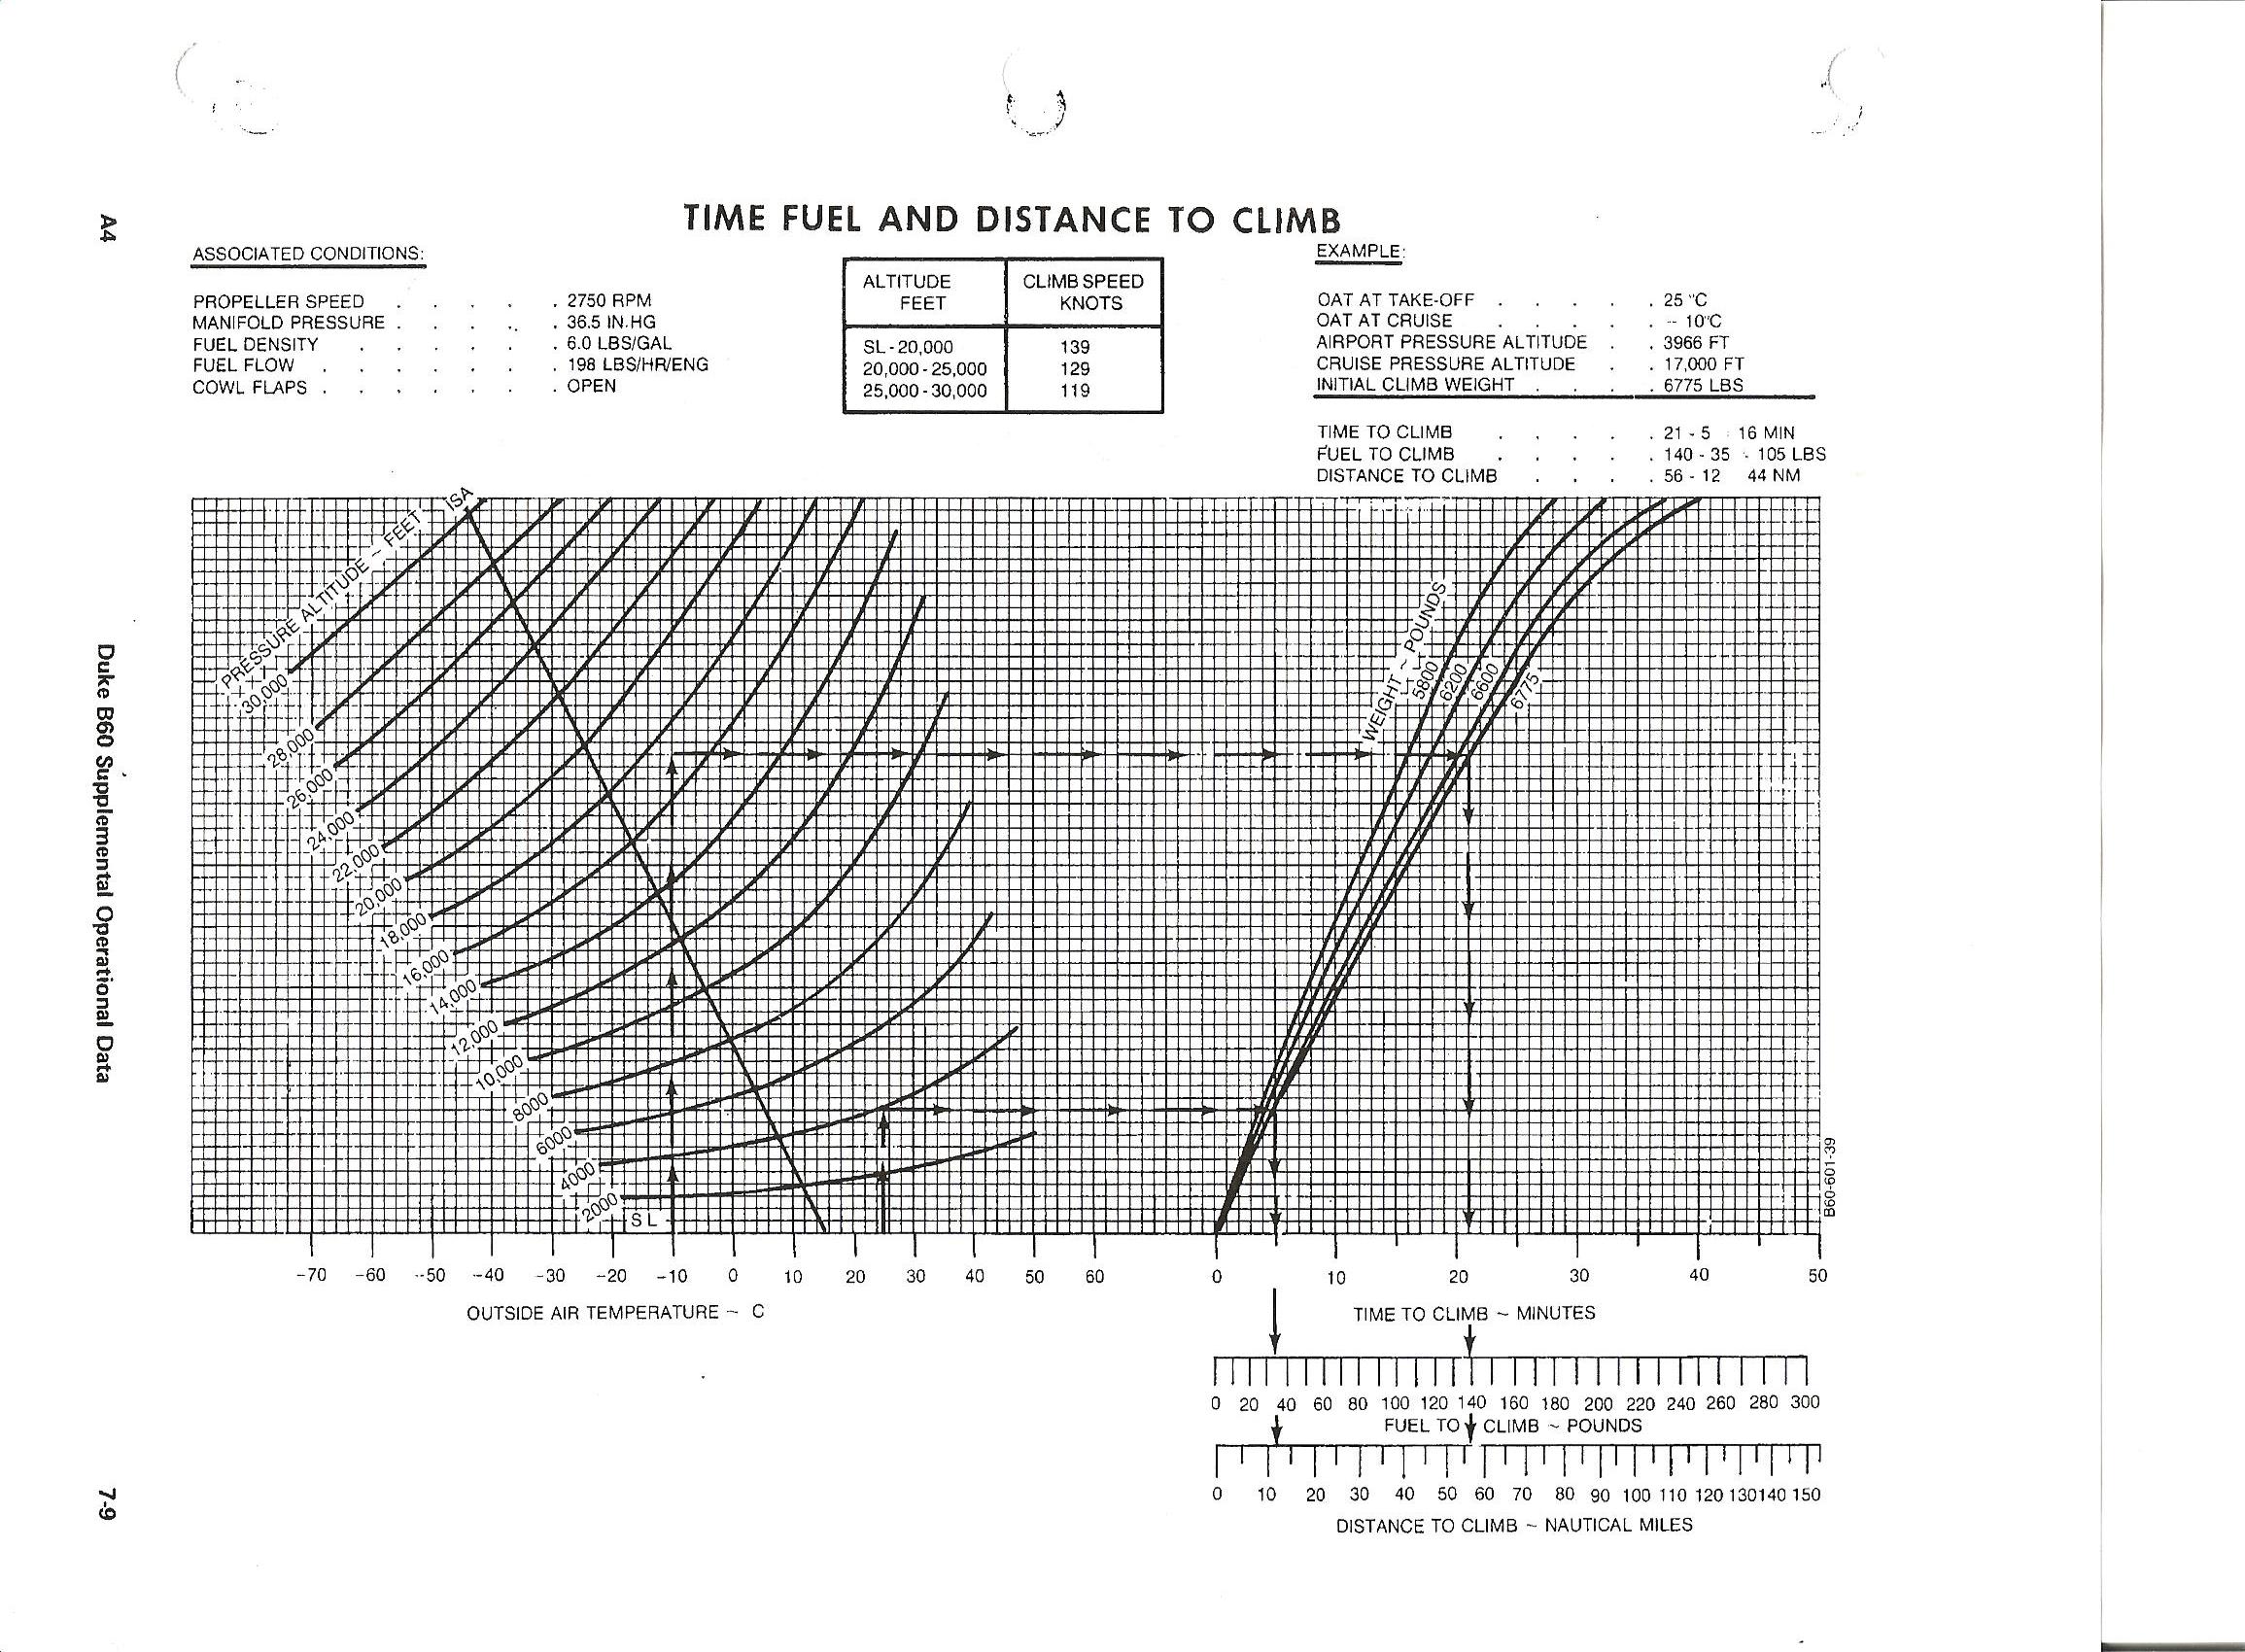 TIME FUEL AND DISTANCE TO CLIMB
ASSOCIATED CONDITIONS:
PROPELLER SPEED . . . . . 2750 RPM
MANIFOLD PRESSURE . . . . . 36.5 IN.HG
FUEL DENSITY . . . . . . 6.0 LBS/GAL
FUEL FLOW . . . . . . . 198 LBS/HR/ENG
COWL FLAPS . . . . . . . OPEN
ALTITUDE FEET CLIMB SPEED KNOTS
SL - 20,000 139
20,000 - 25,000 129
25,000 - 30,000 119
EXAMPLE:
OAT AT TAKE-OFF . . . . . 25 °C
OAT AT CRUISE . . . . . - 10°C
AIRPORT PRESSURE ALTITUDE . . 3966 FT
CRUISE PRESSURE ALTITUDE . . 17,000 FT
INITIAL CLIMB WEIGHT . . . . 6775 LBS
TIME TO CLIMB . . . . . 21 - 5 : 16 MIN
FUEL TO CLIMB . . . . . 140 - 35 - 105 LBS
DISTANCE TO CLIMB . . . . 56 - 12 44 NM
PRESSURE ALTITUDE ~ FEET
ISA
30,000
28,000
26,000
24,000
22,000
20,000
18,000
16,000
14,000
12,000
10,000
8000
6000
4000
2000
SL
WEIGHT ~ POUNDS
5800
6200
6600
6775
-70 -60 -50 -40 -30 -20 -10 0 10 20 30 40 50 60
OUTSIDE AIR TEMPERATURE ~ C
0 10 20 30 40 50
TIME TO CLIMB ~ MINUTES
0 20 40 60 80 100 120 140 160 180 200 220 240 260 280 300
FUEL TO CLIMB ~ POUNDS
0 10 20 30 40 50 60 70 80 90 100 110 120 130 140 150
DISTANCE TO CLIMB ~ NAUTICAL MILES
B60-601-39
A4
Duke B60 Supplemental Operational Data
7-9